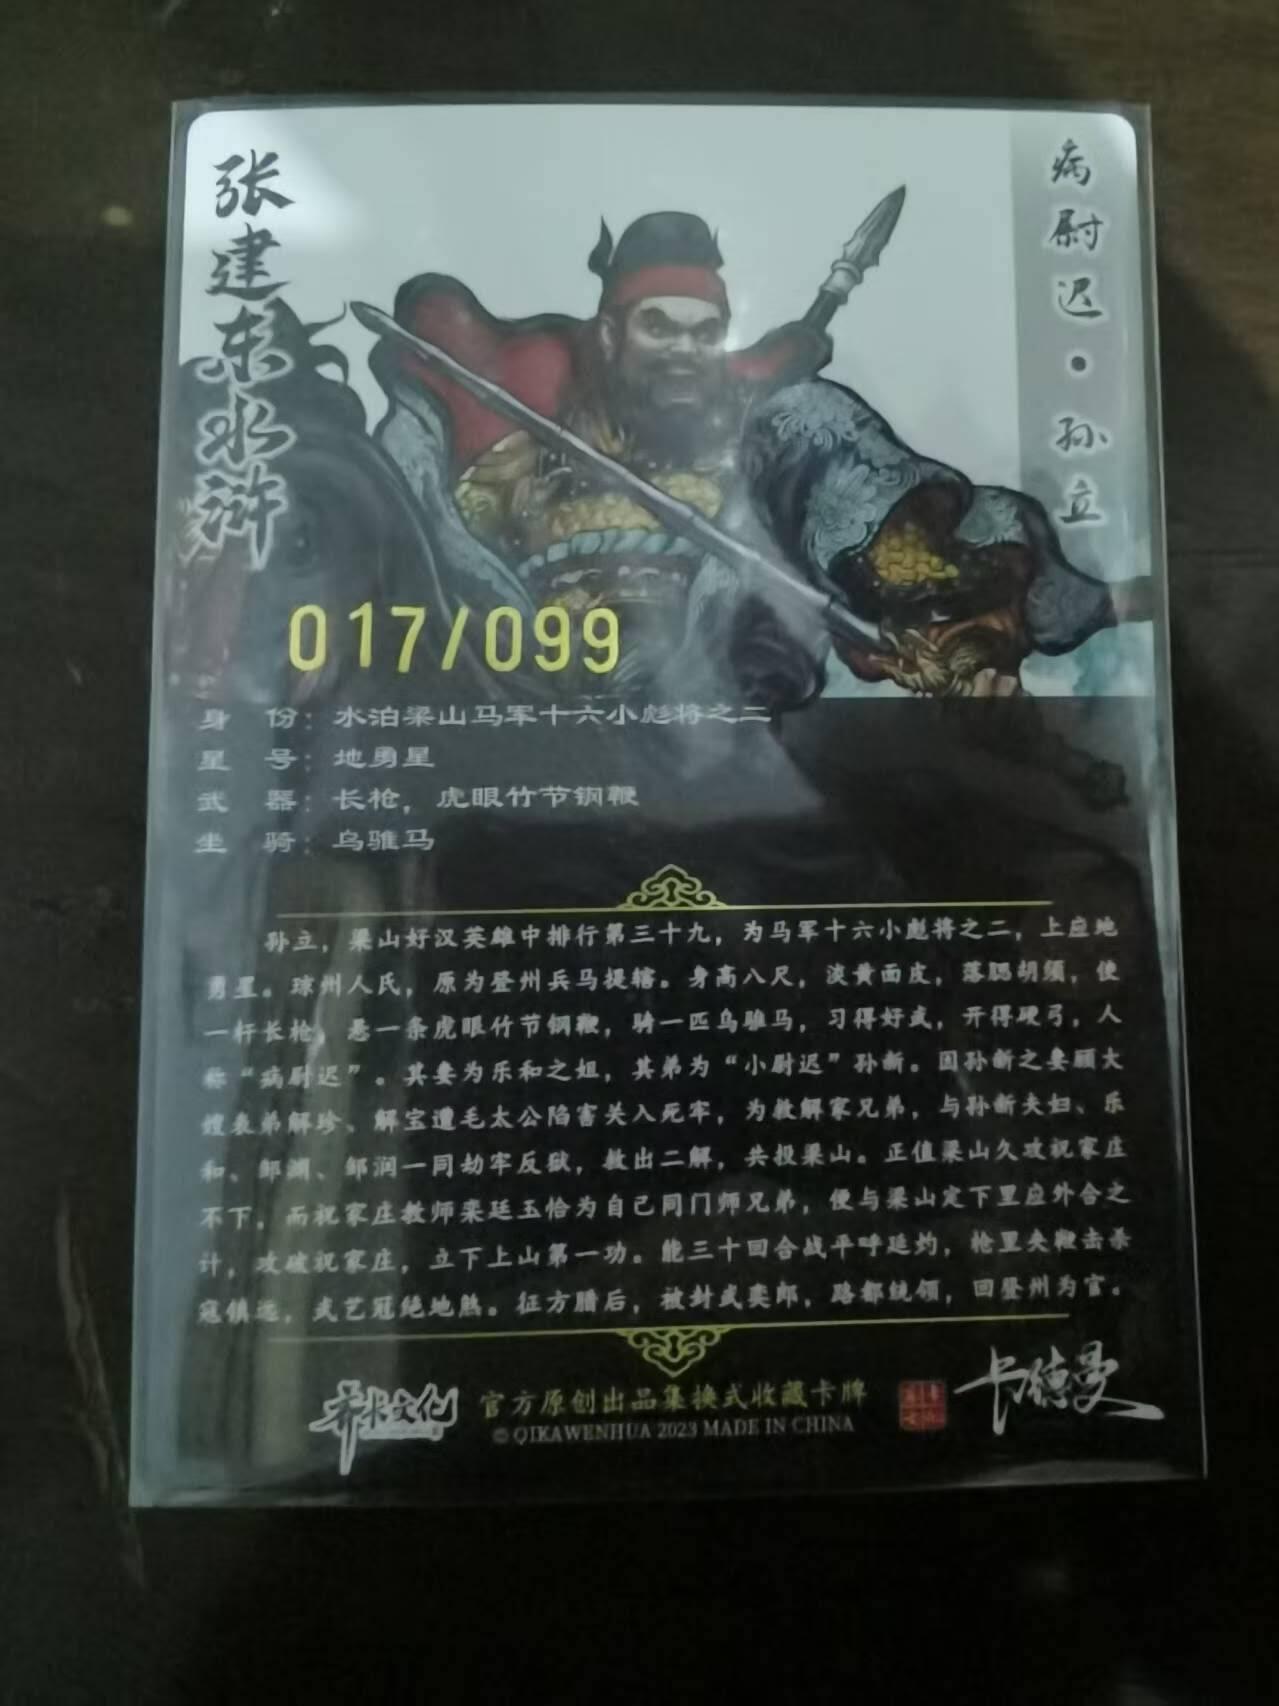 张建东水浒
病尉迟·孙立
017/099
身 份：水泊梁山马军十六小彪将之二
星 号：地勇星
武 器：长枪，虎眼竹节钢鞭
坐 骑：乌骓马
孙立，梁山好汉英雄中排行第三十九，为马军十六小彪将之二，上应地
勇星。琼州人氏，原为登州兵马提辖。身高八尺，淡黄面皮，落腮胡须，使
一杆长枪，悬一条虎眼竹节钢鞭，骑一匹乌骓马，习得好武，开得硬弓，人
称“病尉迟”。其妻为乐和之姐，其弟为“小尉迟”孙新。因孙新之妻顾大
嫂表弟解珍、解宝遭毛太公陷害关入死牢，为救解家兄弟，与孙新夫妇、乐
和、邹渊、邹润一同劫牢反狱，救出二解，共投梁山。正值梁山久攻祝家庄
不下，而祝家庄教师栾廷玉恰为自己同门师兄弟，便与梁山定下里应外合之
计，攻破祝家庄，立下上山第一功。能三十回合战平呼延灼，枪里夹鞭击杀
寇镇远，武艺冠绝地煞。征方腊后，被封武奕郎，路都统领，回登州为官。
齐卡文化
官方原创出品集换式收藏卡牌
©QIKAWENHUA 2023 MADE IN CHINA
卡德曼